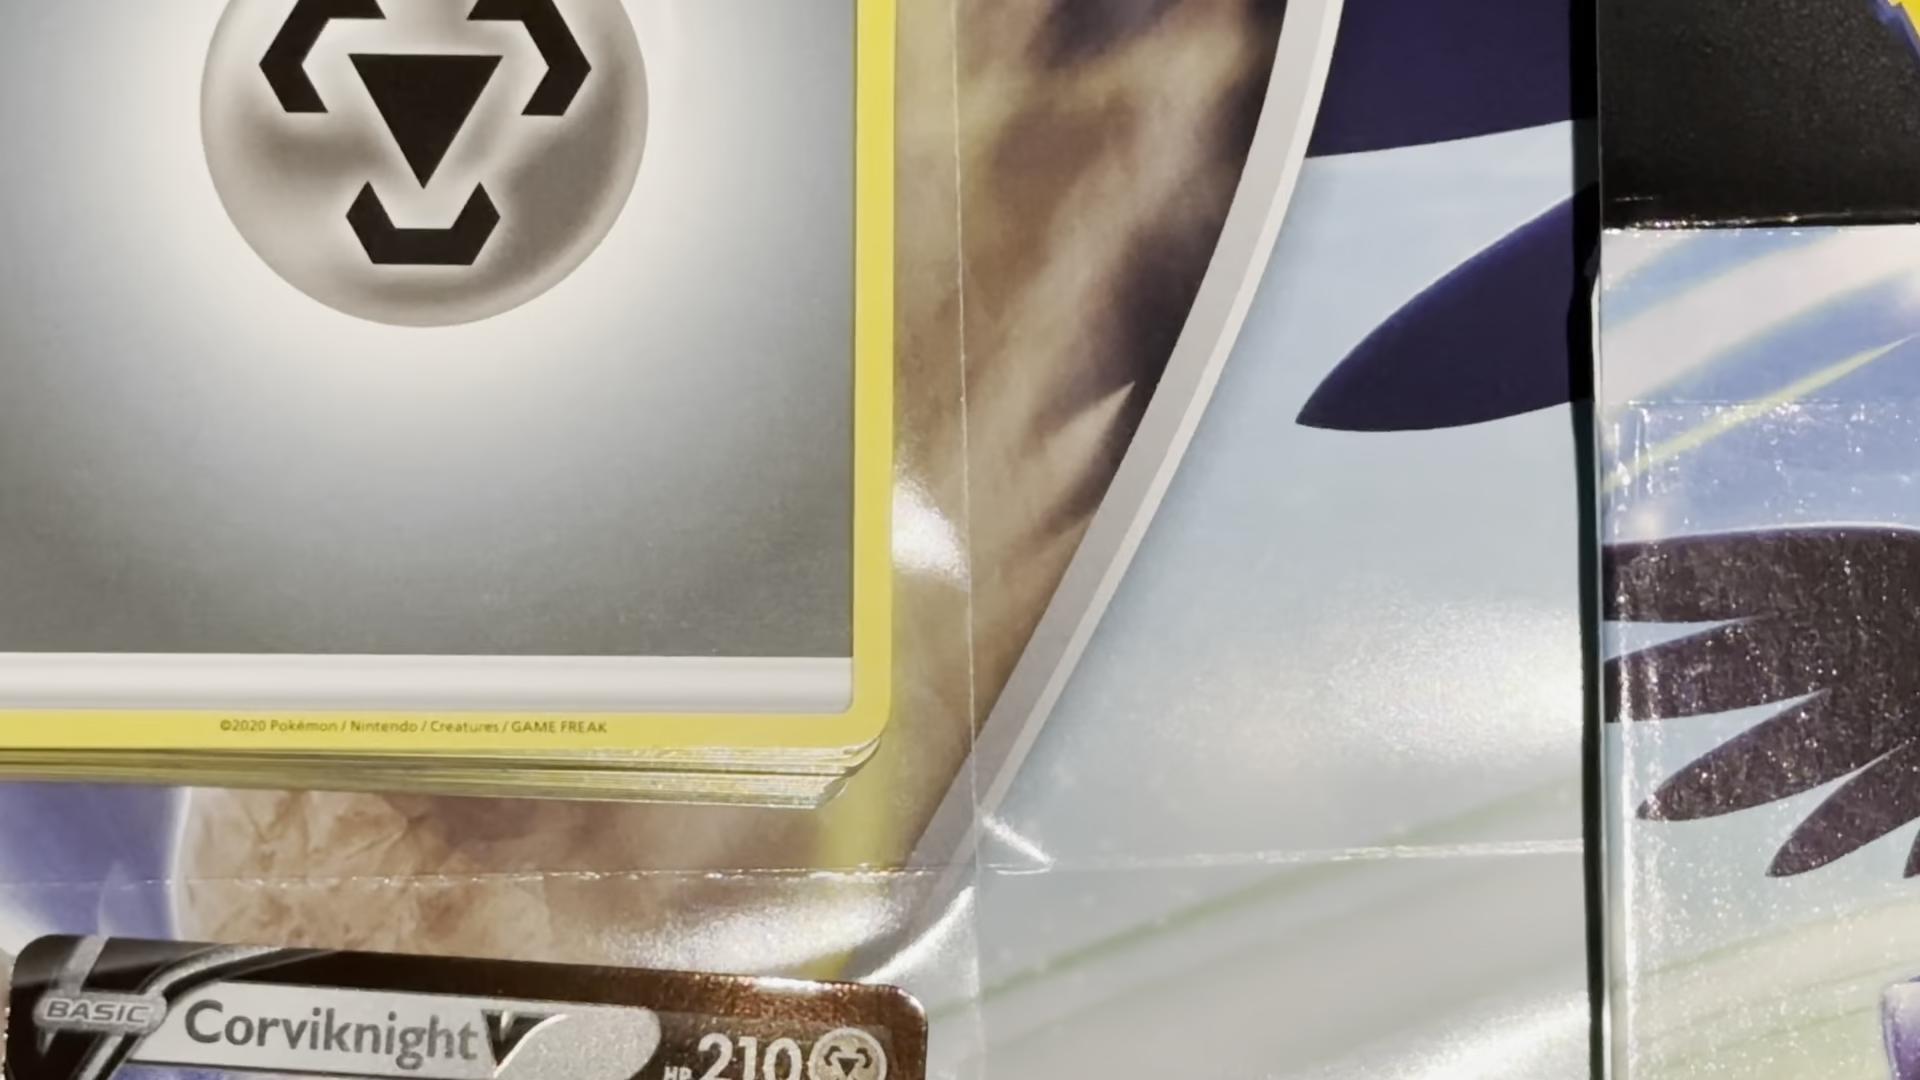 ©2020 Pokémon / Nintendo / Creatures / GAME FREAK
BASIC Corviknight V HP 210